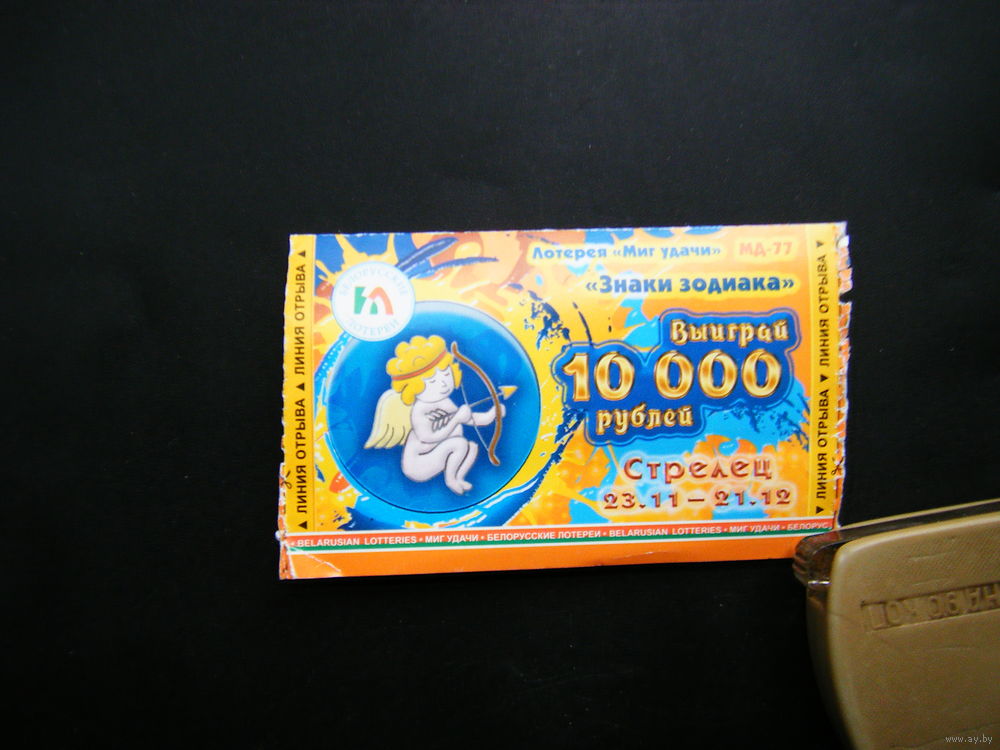 Лотерея «Миг удачи» МД-77
«Знаки зодиака»
БЕЛОРУССКИЕ
ЛОТЕРЕИ
Выиграй
10 000
рублей
Стрелец
23.11 – 21.12
▲ ЛИНИЯ ОТРЫВА ▲ ЛИНИЯ ОТРЫВА ▲
▼ ЛИНИЯ ОТРЫВА ▼ ЛИНИЯ ОТРЫВА ▼
• BELARUSIAN LOTTERIES • МИГ УДАЧИ • БЕЛОРУССКИЕ ЛОТЕРЕИ • BELARUSIAN LOTTERIES • МИГ УДАЧИ • БЕЛОРУС
www.ay.by